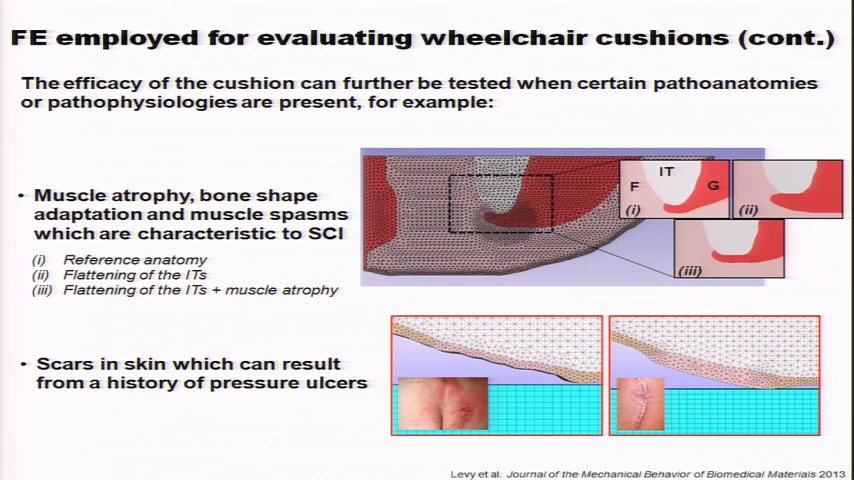 FE employed for evaluating wheelchair cushions (cont.)
The efficacy of the cushion can further be tested when certain pathoanatomies
or pathophysiologies are present, for example:
• Muscle atrophy, bone shape
adaptation and muscle spasms
which are characteristic to SCI
(i) Reference anatomy
(ii) Flattening of the ITs
(iii) Flattening of the ITs + muscle atrophy
IT
F
G
(i)
(ii)
(iii)
• Scars in skin which can result
from a history of pressure ulcers
Levy et al. Journal of the Mechanical Behavior of Biomedical Materials 2013